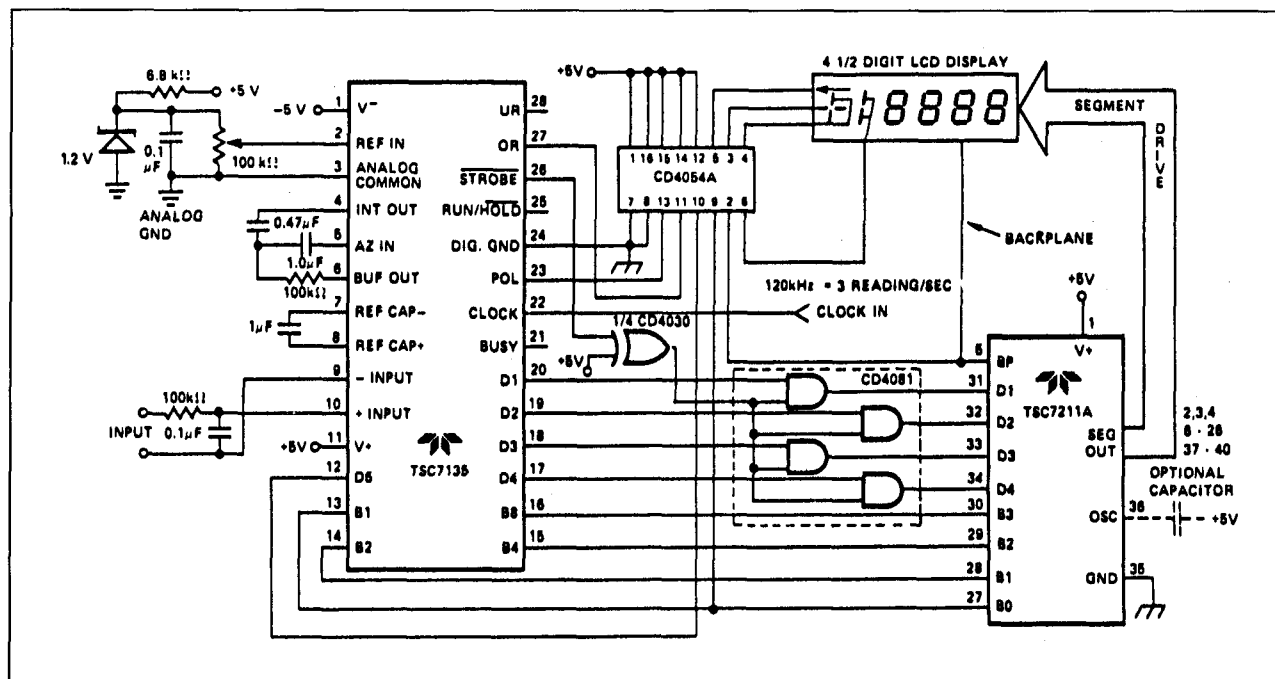 6.8 kΩ
+5 V
1.2 V
0.1 µF
100 kΩ
ANALOG GND
0.47µF
1.0µF
100kΩ
1µF
100kΩ
INPUT
0.1µF
-5V
+5V
1 V−
2 REF IN
3 ANALOG COMMON
4 INT OUT
5 AZ IN
6 BUF OUT
7 REF CAP-
8 REF CAP+
9 - INPUT
10 + INPUT
11 V+
12 D5
13 B1
14 B2
TSC7135
UR 28
OR 27
STROBE 26
RUN/HOLD 25
DIG. GND 24
POL 23
CLOCK 22
BUSY 21
D1 20
D2 19
D3 18
D4 17
B8 16
B4 15
+5V
1 16 15 14 12 5 3 4
CD4054A
7 8 13 11 10 9 2 6
4 1/2 DIGIT LCD DISPLAY
8888
SEGMENT
DRIVE
BACKPLANE
120kHz = 3 READING/SEC
CLOCK IN
1/4 CD4030
+5V
CD4081
+5V
1
V+
5 BP
31 D1
32 D2
33 D3
34 D4
30 B3
29 B2
28 B1
27 B0
TSC7211A
SEG OUT
2,3,4
6 - 26
37 - 40
OPTIONAL CAPACITOR
OSC 36
+5V
GND 35